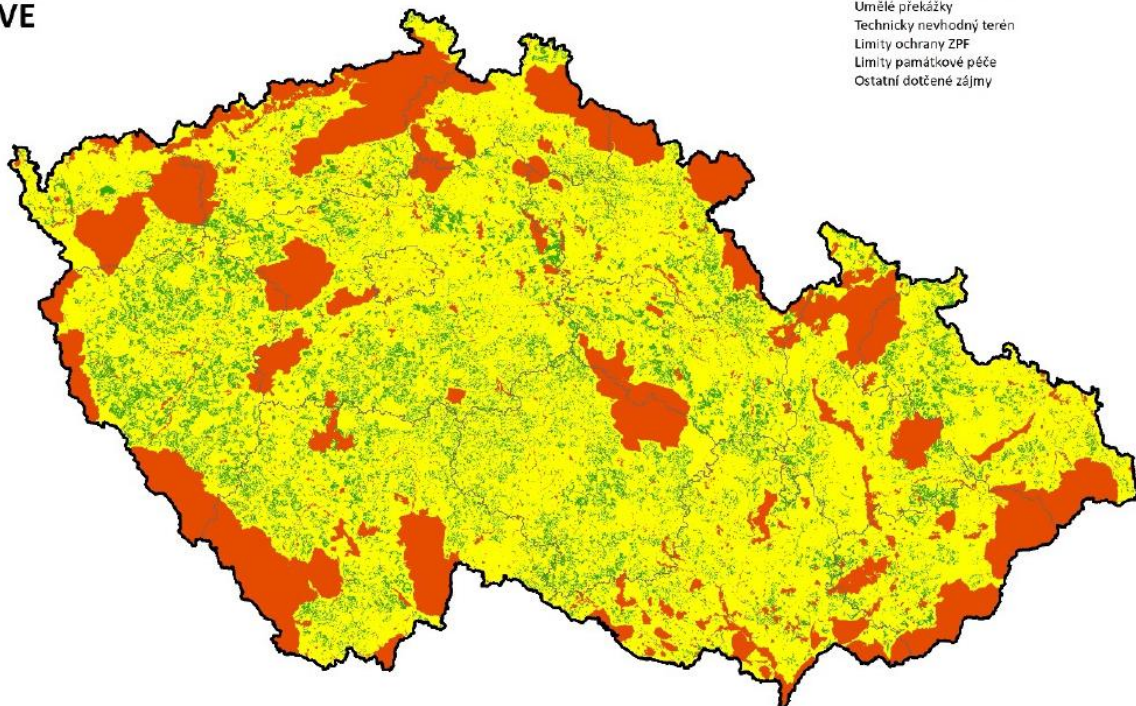 VE
Umělé překážky
Technicky nevhodný terén
Limity ochrany ZPF
Limity památkové péče
Ostatní dotčené zájmy